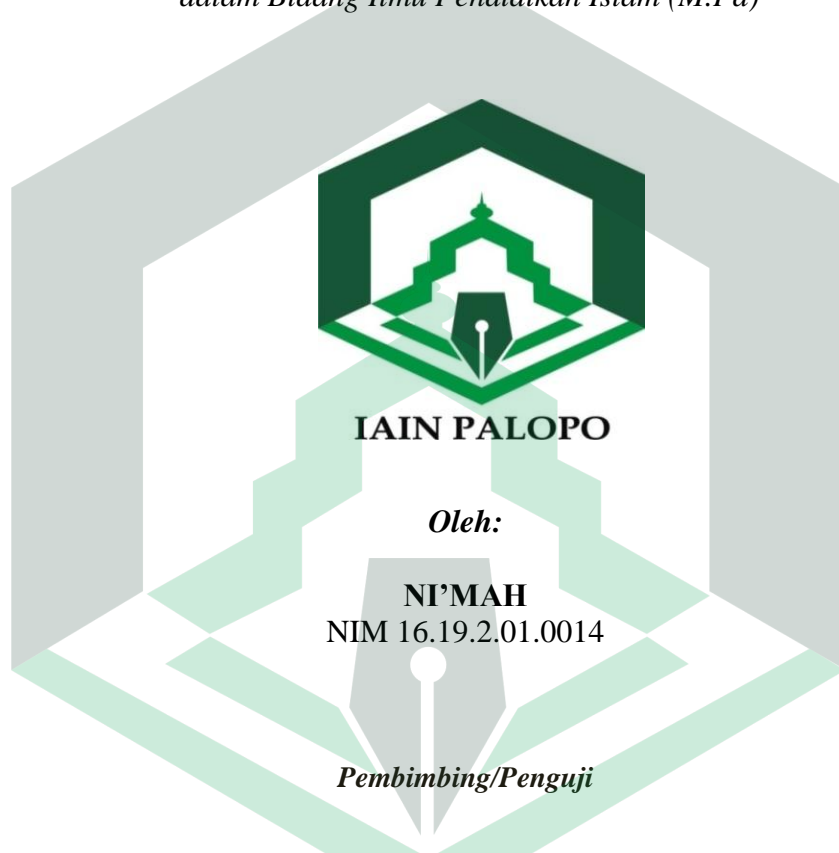 dalam Bidang Ilmu Pendidikan Islam (M.Pd)
IAIN PALOPO
Oleh:
NI’MAH
NIM 16.19.2.01.0014
Pembimbing/Penguji